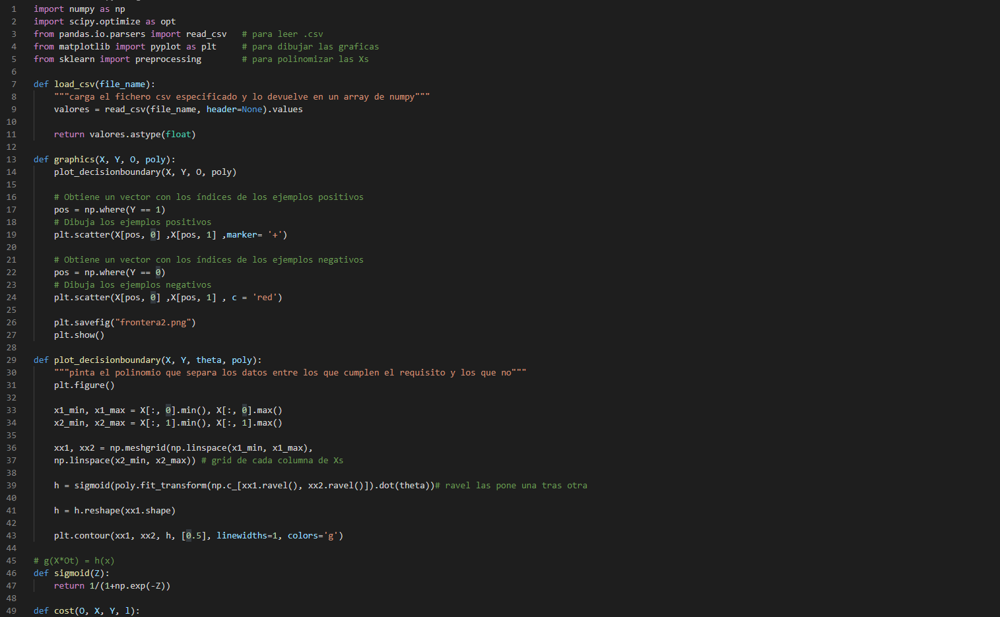 1 import numpy as np
2 import scipy.optimize as opt
3 from pandas.io.parsers import read_csv   # para leer .csv
4 from matplotlib import pyplot as plt     # para dibujar las graficas
5 from sklearn import preprocessing        # para polinomizar las Xs
6
7 def load_csv(file_name):
8     """carga el fichero csv especificado y lo devuelve en un array de numpy"""
9     valores = read_csv(file_name, header=None).values
10
11     return valores.astype(float)
12
13 def graphics(X, Y, O, poly):
14     plot_decisionboundary(X, Y, O, poly)
15
16     # Obtiene un vector con los índices de los ejemplos positivos
17     pos = np.where(Y == 1)
18     # Dibuja los ejemplos positivos
19     plt.scatter(X[pos, 0] ,X[pos, 1] ,marker= '+')
20
21     # Obtiene un vector con los índices de los ejemplos negativos
22     pos = np.where(Y == 0)
23     # Dibuja los ejemplos negativos
24     plt.scatter(X[pos, 0] ,X[pos, 1] , c = 'red')
25
26     plt.savefig("frontera2.png")
27     plt.show()
28
29 def plot_decisionboundary(X, Y, theta, poly):
30     """pinta el polinomio que separa los datos entre los que cumplen el requisito y los que no"""
31     plt.figure()
32
33     x1_min, x1_max = X[:, 0].min(), X[:, 0].max()
34     x2_min, x2_max = X[:, 1].min(), X[:, 1].max()
35
36     xx1, xx2 = np.meshgrid(np.linspace(x1_min, x1_max),
37     np.linspace(x2_min, x2_max)) # grid de cada columna de Xs
38
39     h = sigmoid(poly.fit_transform(np.c_[xx1.ravel(), xx2.ravel()]).dot(theta))# ravel las pone una tras otra
40
41     h = h.reshape(xx1.shape)
42
43     plt.contour(xx1, xx2, h, [0.5], linewidths=1, colors='g')
44
45 # g(X*Ot) = h(x)
46 def sigmoid(Z):
47     return 1/(1+np.exp(-Z))
48
49 def cost(O, X, Y, l):